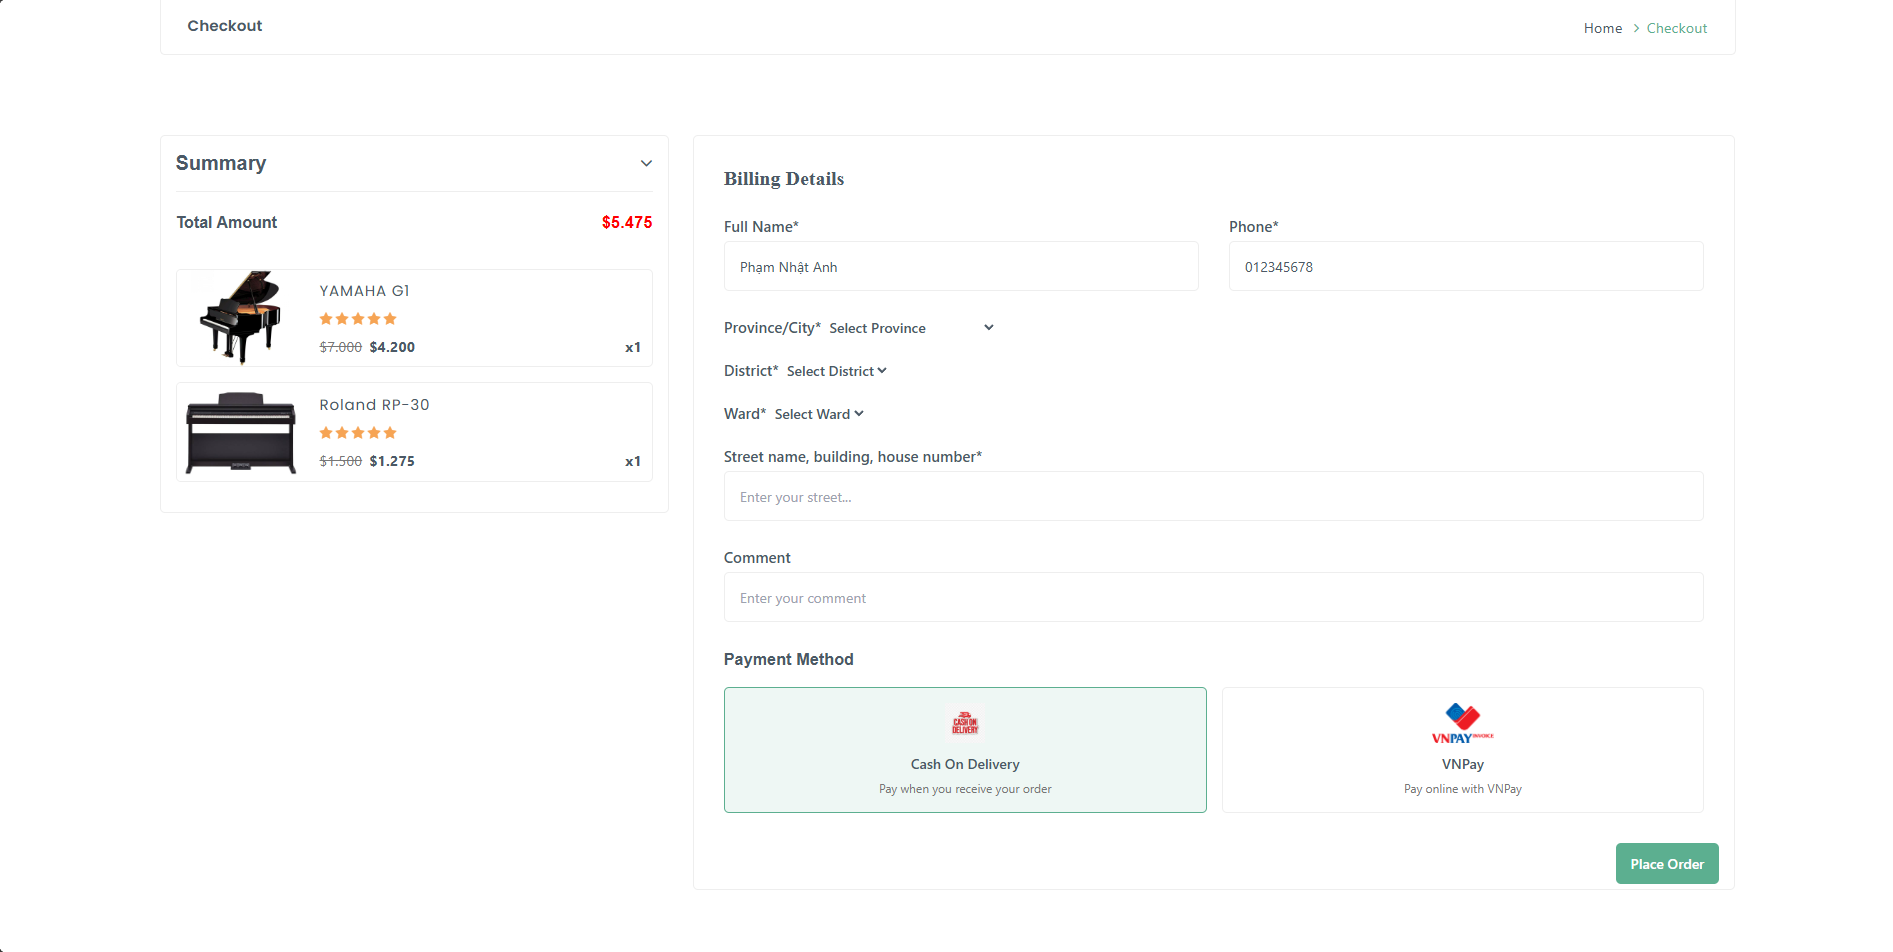 Checkout
Home > Checkout
Summary
Total Amount $5.475
YAMAHA G1
$7.000 $4.200 x1
Roland RP-30
$1.500 $1.275 x1
Billing Details
Full Name* Phone*
Phạm Nhật Anh 012345678
Province/City* Select Province
District* Select District
Ward* Select Ward
Street name, building, house number*
Enter your street...
Comment
Enter your comment
Payment Method
CASH ON
DELIVERY
VNPAY INVOICE
Cash On Delivery VNPay
Pay when you receive your order Pay online with VNPay
Place Order